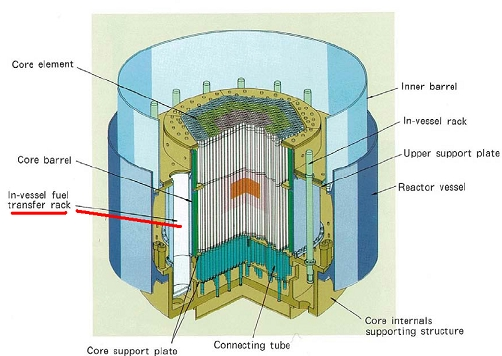 Core element
Inner barrel
In-vessel rack
Core barrel
Upper support plate
Reactor vessel
In-vessel fuel
transfer rack
Core internals
supporting structure
Connecting tube
Core support plate